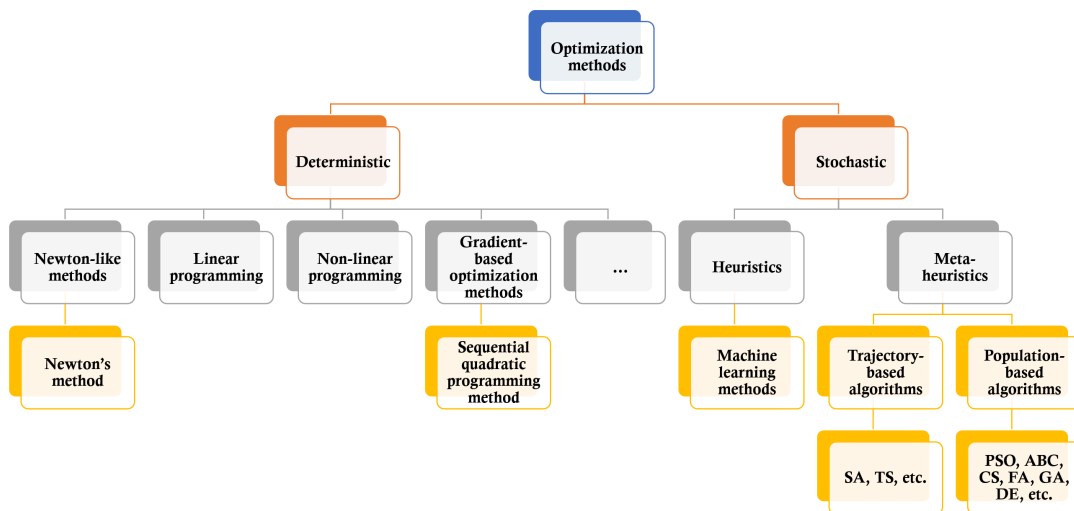 Optimization
methods
Deterministic
Stochastic
Newton-like
methods
Linear
programming
Non-linear
programming
Gradient-
based
optimization
methods
...
Heuristics
Meta-
heuristics
Newton's
method
Sequential
quadratic
programming
method
Machine
learning
methods
Trajectory-
based
algorithms
Population-
based
algorithms
SA, TS, etc.
PSO, ABC,
CS, FA, GA,
DE, etc.